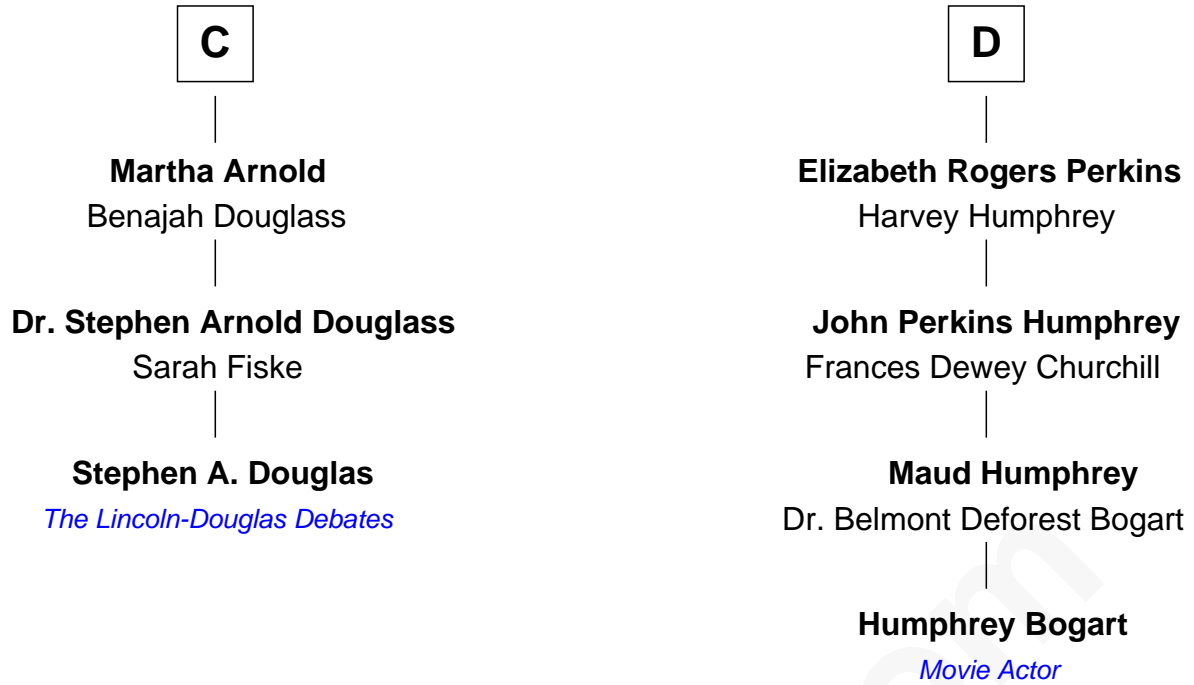 C
Martha Arnold
Benajah Douglass
Dr. Stephen Arnold Douglass
Sarah Fiske
Stephen A. Douglas
The Lincoln-Douglas Debates
D
Elizabeth Rogers Perkins
Harvey Humphrey
John Perkins Humphrey
Frances Dewey Churchill
Maud Humphrey
Dr. Belmont Deforest Bogart
Humphrey Bogart
Movie Actor